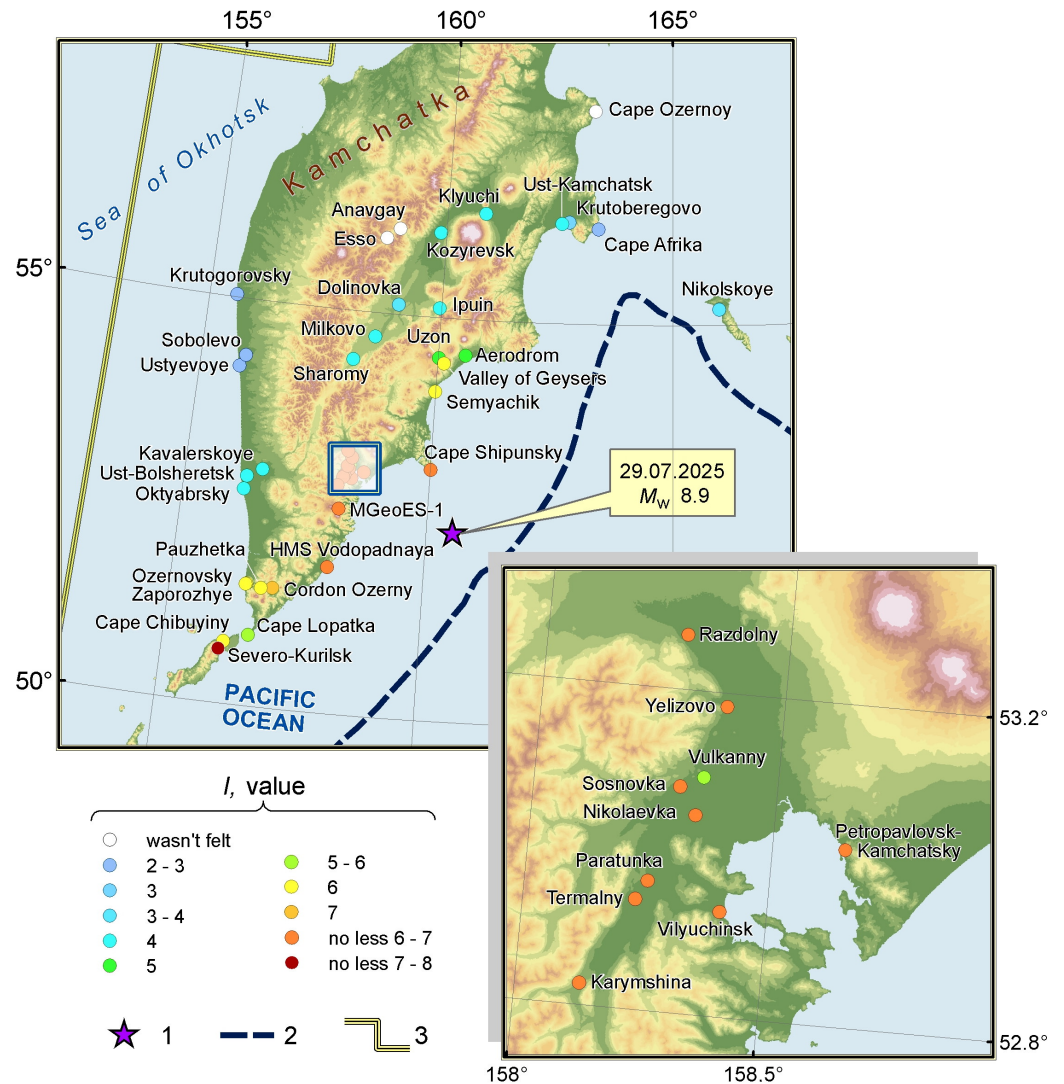 155° 160° 165°
Sea of Okhotsk
Kamchatka
Cape Ozernoy
Ust-Kamchatsk
Klyuchi
Krutoberegovo
Anavgay
Esso
Kozyrevsk
Cape Afrika
55°
Krutogorovsky
Dolinovka
Ipuin
Nikolskoye
Milkovo
Uzon
Sobolevo
Aerodrom
Ustyevoye
Sharomy
Valley of Geysers
Semyachik
Kavalerskoye
Cape Shipunsky
Ust-Bolsheretsk
29.07.2025
Oktyabrsky
Mw 8.9
MGeoES-1
Pauzhetka
HMS Vodopadnaya
Ozernovsky
Zaporozhye
Cordon Ozerny
Cape Chibuyiny
Cape Lopatka
Severo-Kurilsk
50°
PACIFIC
OCEAN
Razdolny
Yelizovo
53.2°
Vulkanny
Sosnovka
Nikolaevka
Petropavlovsk-
Kamchatsky
Paratunka
Termalny
Vilyuchinsk
Karymshina
52.8°
158° 158.5°
I, value
wasn't felt
2 - 3
3
3 - 4
4
5
5 - 6
6
7
no less 6 - 7
no less 7 - 8
1 2 3